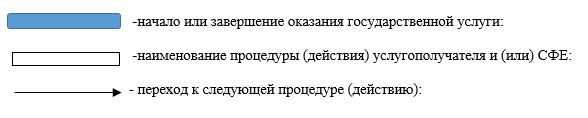 -начало или завершение оказания государственной услуги:
-наименование процедуры (действия) услугополучателя и (или) СФЕ:
- переход к следующей процедуре (действию):